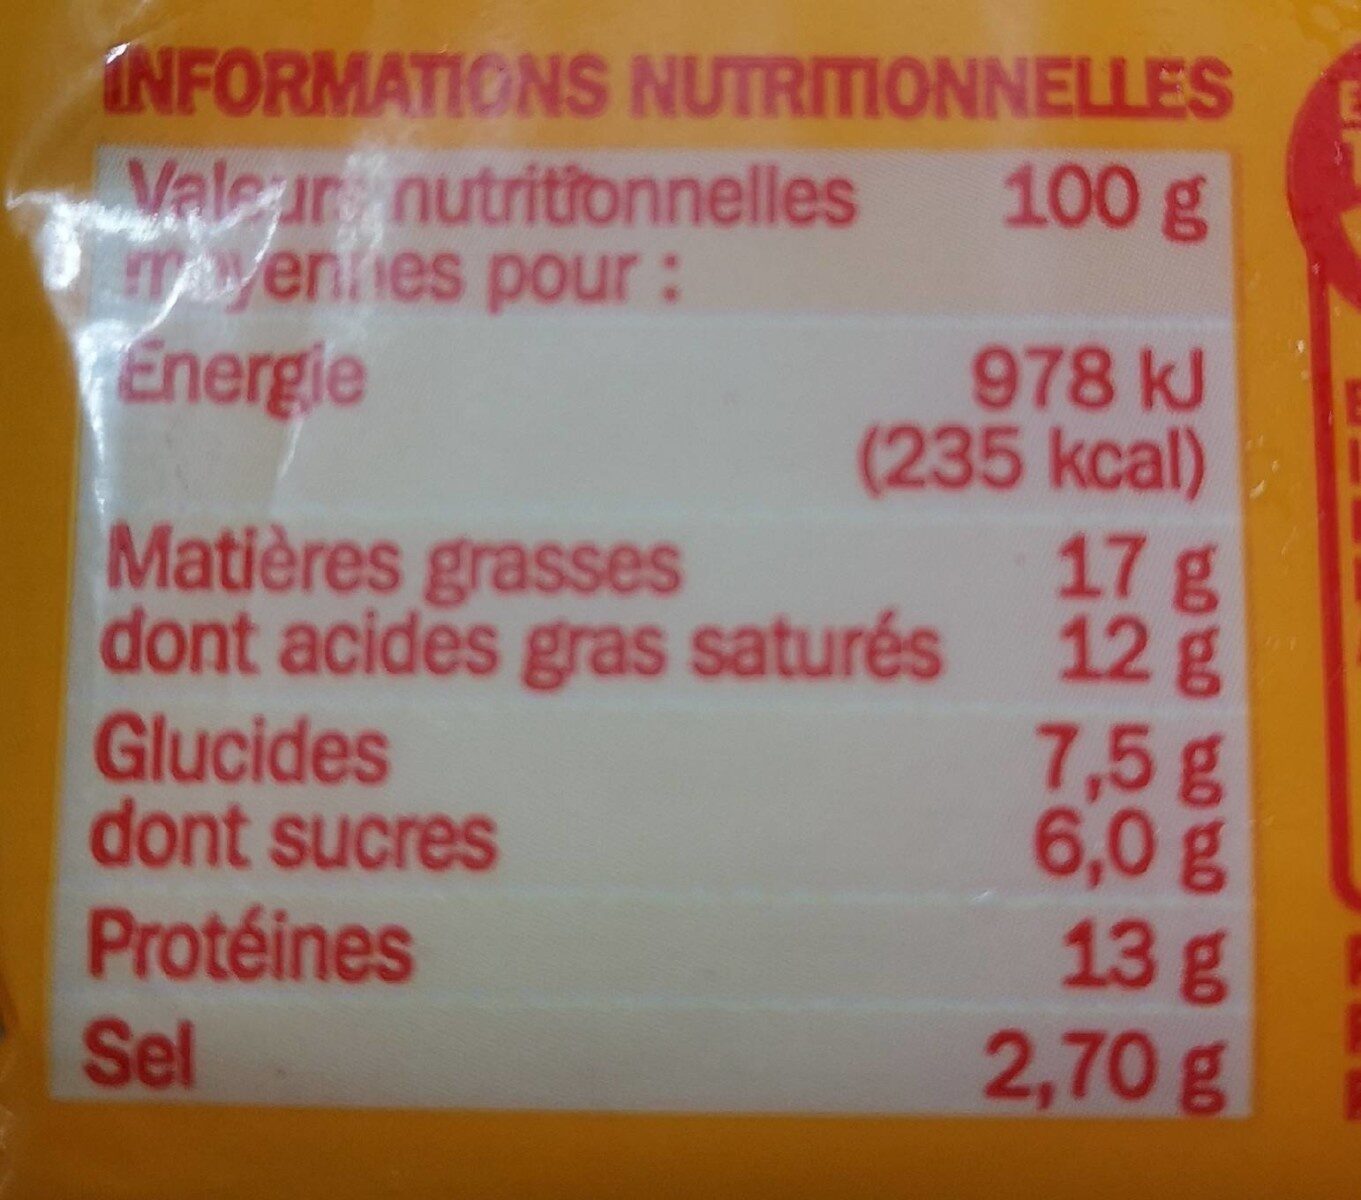 INFORMATIONS NUTRITIONNELLES
Valeurs nutritionnelles 100 g
moyennes pour :
Energie 978 kJ
(235 kcal)
Matières grasses 17 g
dont acides gras saturés 12 g
Glucides 7,5 g
dont sucres 6,0 g
Protéines 13 g
Sel 2,70 g